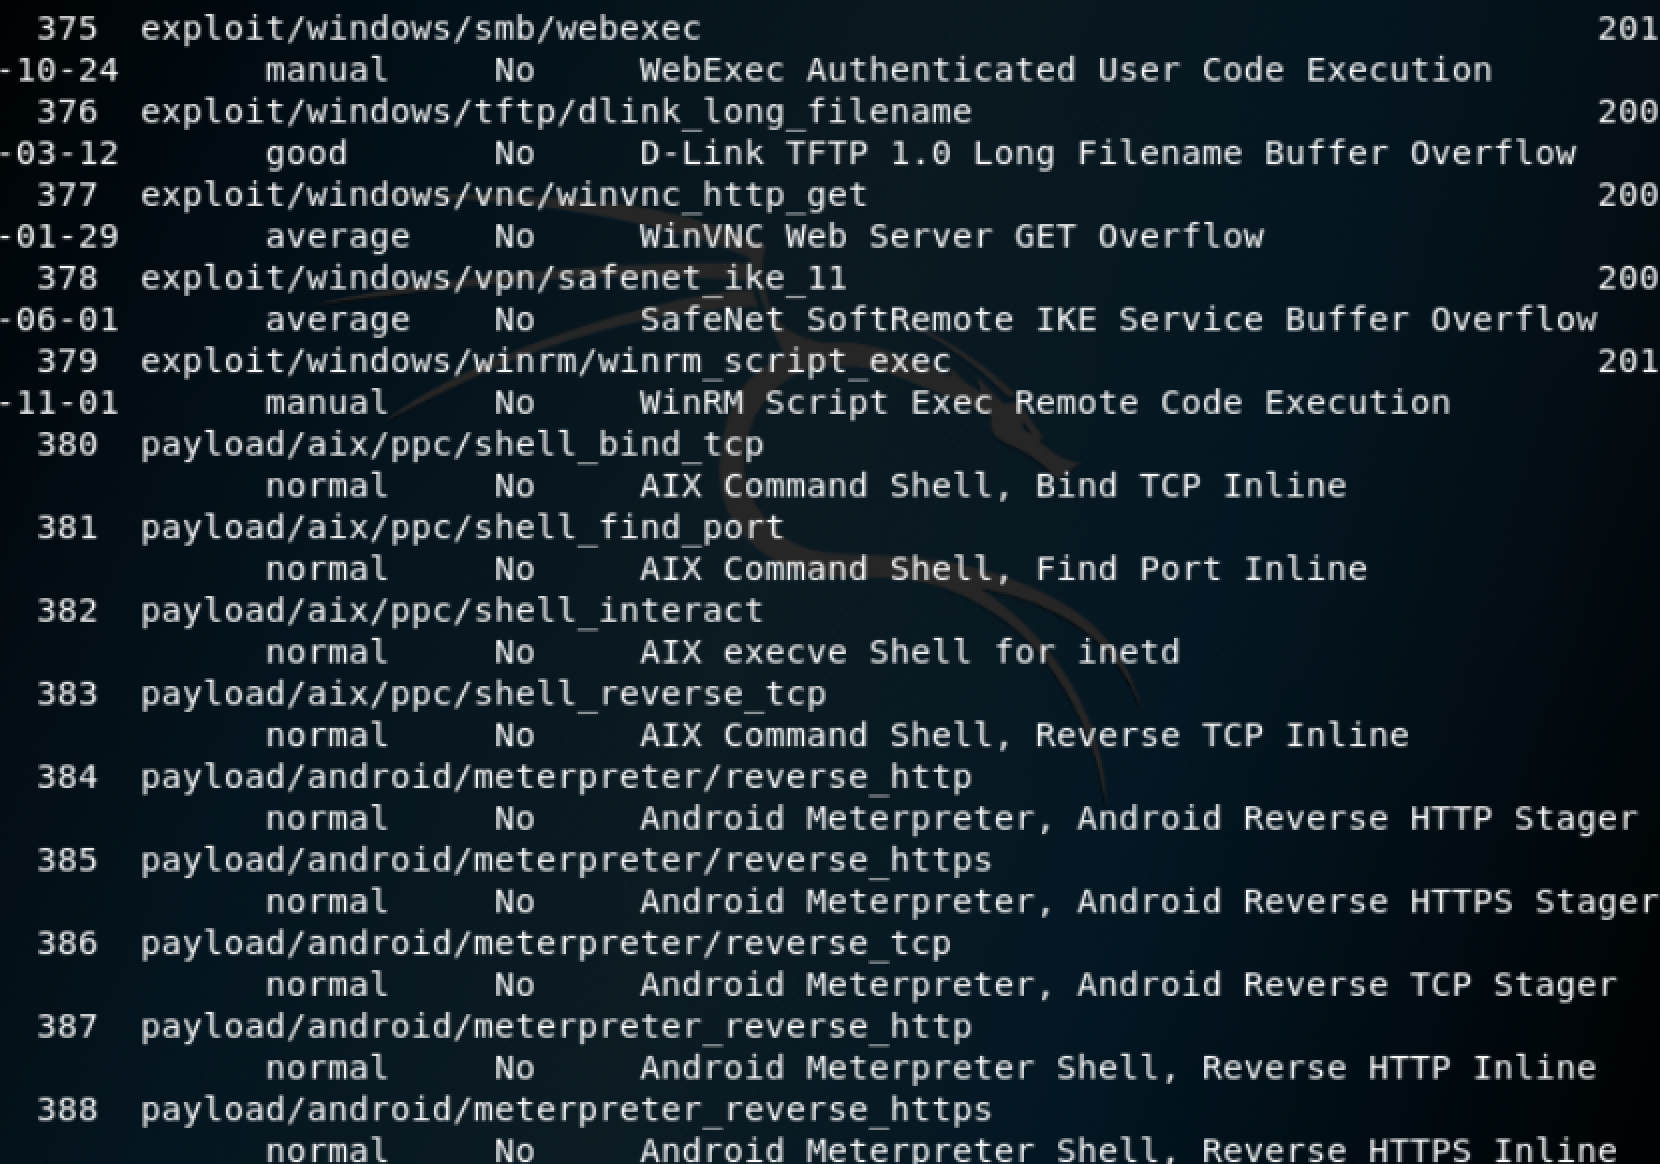 375 exploit/windows/smb/webexec 201
-10-24 manual No WebExec Authenticated User Code Execution
376 exploit/windows/tftp/dlink_long_filename 200
-03-12 good No D-Link TFTP 1.0 Long Filename Buffer Overflow
377 exploit/windows/vnc/winvnc_http_get 200
-01-29 average No WinVNC Web Server GET Overflow
378 exploit/windows/vpn/safenet_ike_11 200
-06-01 average No SafeNet SoftRemote IKE Service Buffer Overflow
379 exploit/windows/winrm/winrm_script_exec 201
-11-01 manual No WinRM Script Exec Remote Code Execution
380 payload/aix/ppc/shell_bind_tcp
normal No AIX Command Shell, Bind TCP Inline
381 payload/aix/ppc/shell_find_port
normal No AIX Command Shell, Find Port Inline
382 payload/aix/ppc/shell_interact
normal No AIX execve Shell for inetd
383 payload/aix/ppc/shell_reverse_tcp
normal No AIX Command Shell, Reverse TCP Inline
384 payload/android/meterpreter/reverse_http
normal No Android Meterpreter, Android Reverse HTTP Stager
385 payload/android/meterpreter/reverse_https
normal No Android Meterpreter, Android Reverse HTTPS Stager
386 payload/android/meterpreter/reverse_tcp
normal No Android Meterpreter, Android Reverse TCP Stager
387 payload/android/meterpreter_reverse_http
normal No Android Meterpreter Shell, Reverse HTTP Inline
388 payload/android/meterpreter_reverse_https
normal No Android Meterpreter Shell, Reverse HTTPS Inline